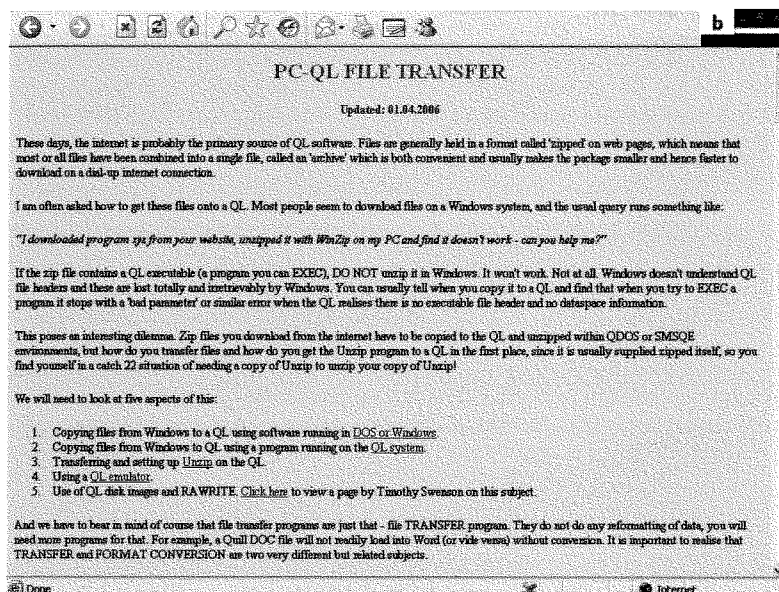 b
PC-QL FILE TRANSFER
Updated: 01.04.2006
These days, the internet is probably the primary source of QL software. Files are generally held in a format called 'zipped' on web pages, which means that
most or all files have been combined into a single file, called an 'archive' which is both convenient and usually makes the package smaller and hence faster to
download on a dial-up internet connection.
I am often asked how to get these files onto a QL. Most people seem to download files on a Windows system, and the usual query runs something like:
"I downloaded program xyz from your website, unzipped it with WinZip on my PC and find it doesn't work - can you help me?"
If the zip file contains a QL executable (a program you can EXEC), DO NOT unzip it in Windows. It won't work. Not at all. Windows doesn't understand QL
file headers and these are lost totally and irretrievably by Windows. You can usually tell when you copy it to a QL and find that when you try to EXEC a
program it stops with a 'bad parameter' or similar error when the QL realises there is no executable file header and no dataspace information.
This poses an interesting dilemma. Zip files you download from the internet have to be copied to the QL and unzipped within QDOS or SMSQE
environments, but how do you transfer files and how do you get the Unzip program to a QL in the first place, since it is usually supplied zipped itself, so you
find yourself in a catch 22 situation of needing a copy of Unzip to unzip your copy of Unzip!
We will need to look at five aspects of this:
1. Copying files from Windows to a QL using software running in DOS or Windows.
2. Copying files from Windows to QL using a program running on the QL system.
3. Transferring and setting up Unzip on the QL.
4. Using a QL emulator.
5. Use of QL disk images and RAWRITE. Click here to view a page by Timothy Swenson on this subject.
And we have to bear in mind of course that file transfer programs are just that - file TRANSFER program. They do not do any reformatting of data, you will
need more programs for that. For example, a Quill DOC file will not readily load into Word (or vide versa) without conversion. It is important to realise that
TRANSFER and FORMAT CONVERSION are two very different but related subjects.
Done
Internet